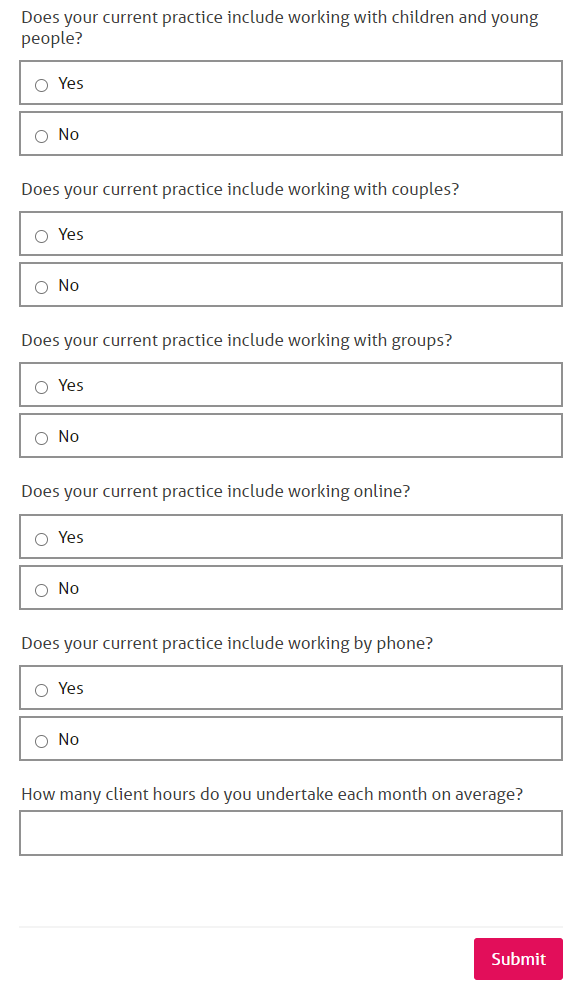 Does your current practice include working with children and young
people?
Yes
No
Does your current practice include working with couples?
Yes
No
Does your current practice include working with groups?
Yes
No
Does your current practice include working online?
Yes
No
Does your current practice include working by phone?
Yes
No
How many client hours do you undertake each month on average?
Submit